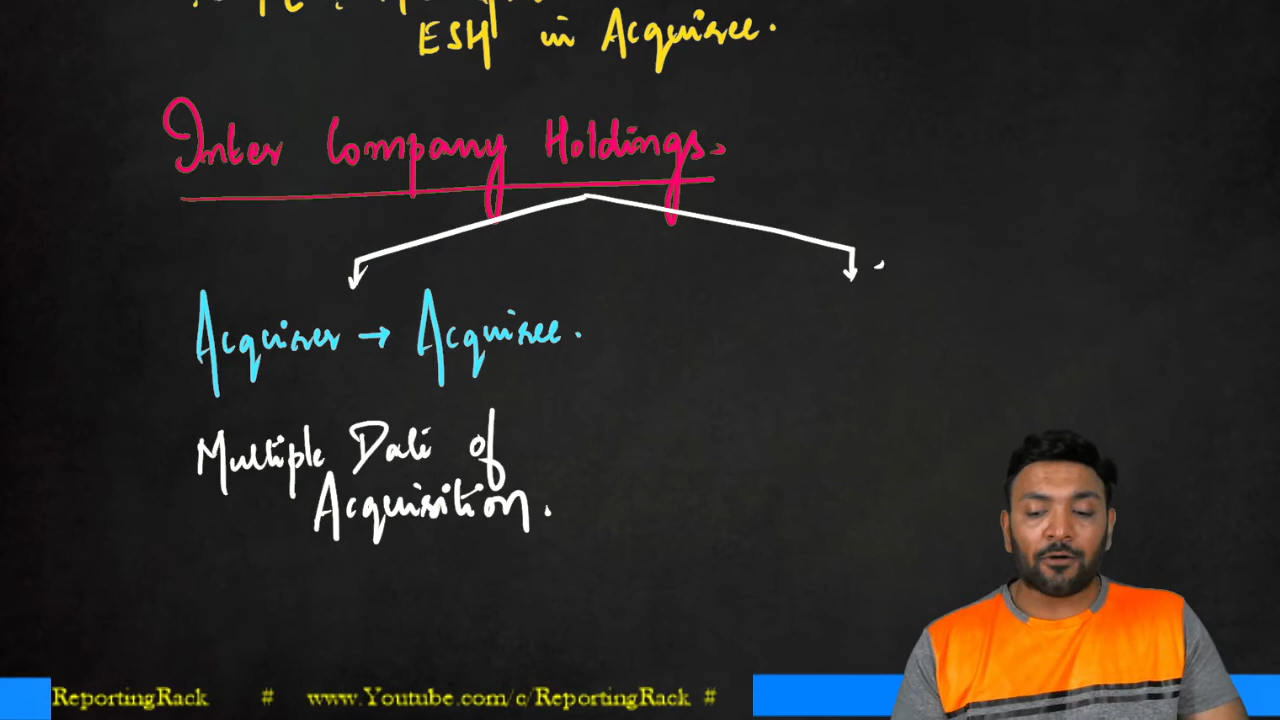 ESH in Acquiree.
Inter Company Holdings.
Acquirer → Acquiree.
Multiple Date of
Acquisition.
ReportingRack # www.Youtube.com/c/ReportingRack #